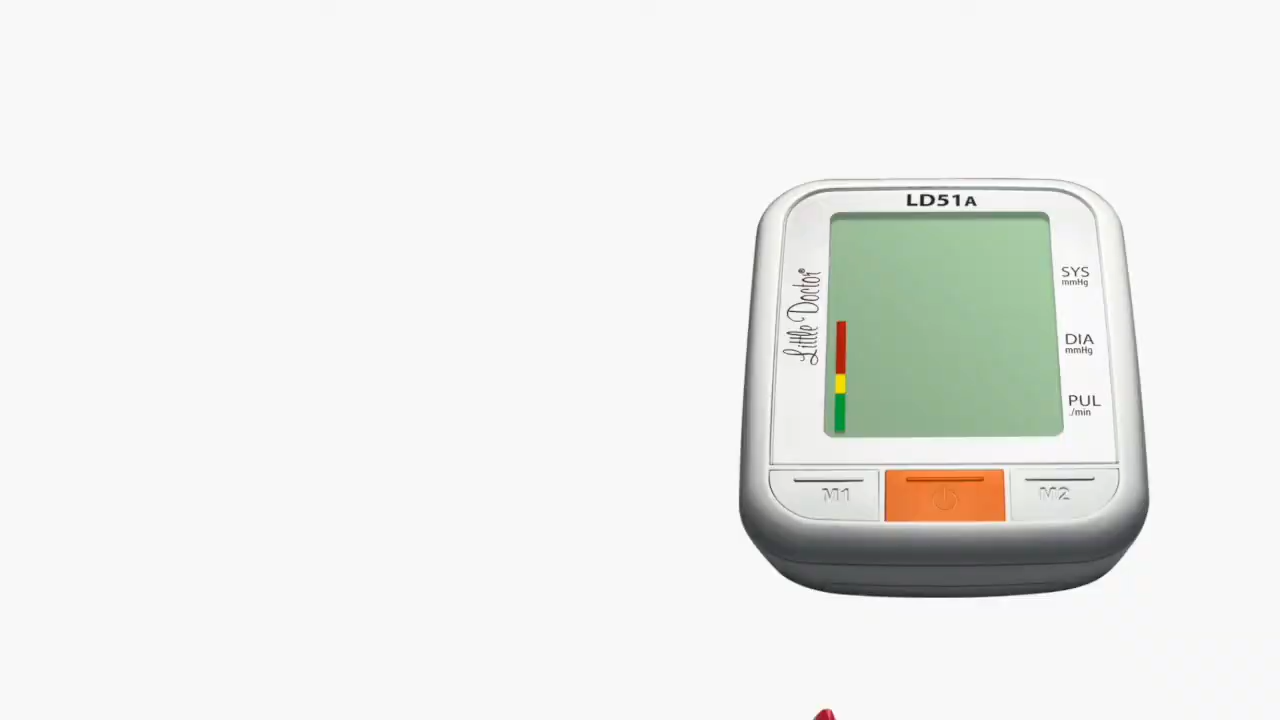 LD51A
Little Doctor®
SYS
mmHg
DIA
mmHg
PUL
./min
M1
M2